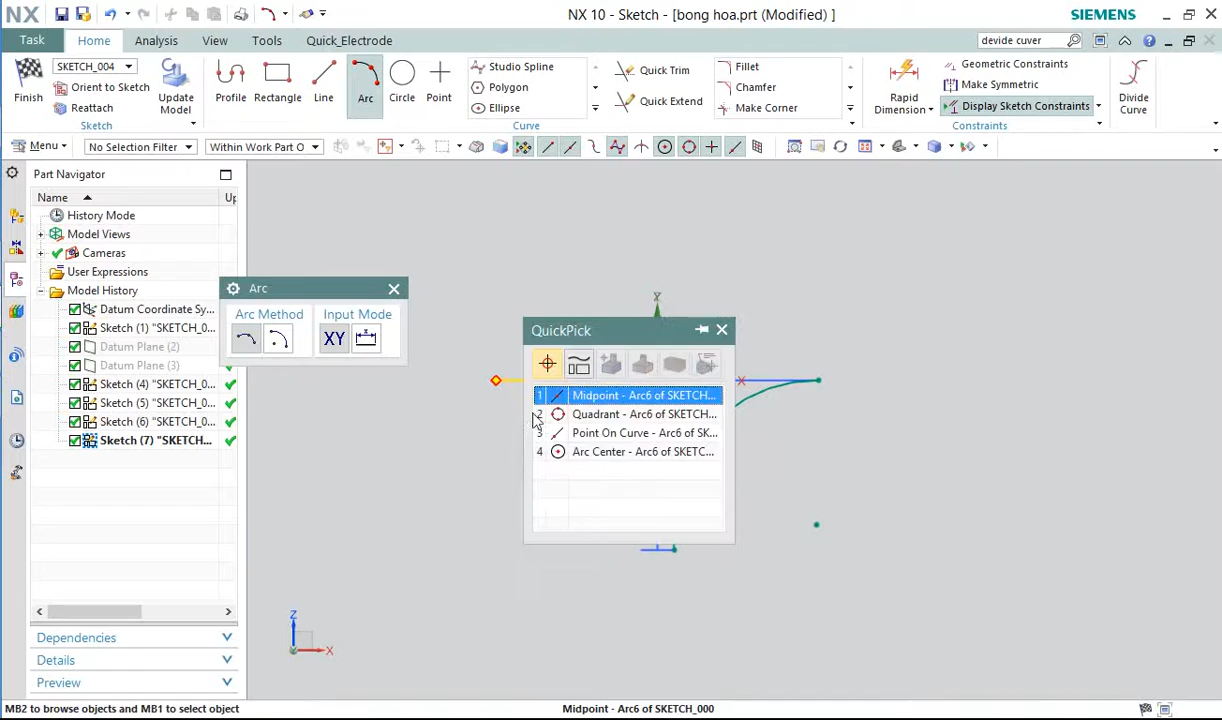 NX
NX 10 - Sketch - [bong hoa.prt (Modified) ]
SIEMENS
Task
Home
Analysis
View
Tools
Quick_Electrode
devide cuver
SKETCH_004
Orient to Sketch
Reattach
Finish
Update
Model
Sketch
Profile
Rectangle
Line
Arc
Circle
Point
Studio Spline
Polygon
Ellipse
Quick Trim
Quick Extend
Fillet
Chamfer
Make Corner
Curve
Rapid
Dimension
Geometric Constraints
Make Symmetric
Display Sketch Constraints
Constraints
Divide
Curve
Menu
No Selection Filter
Within Work Part O
Part Navigator
Name
Up
History Mode
Model Views
Cameras
User Expressions
Model History
Datum Coordinate Sy...
Sketch (1) "SKETCH_0...
Datum Plane (2)
Datum Plane (3)
Sketch (4) "SKETCH_0...
Sketch (5) "SKETCH_0...
Sketch (6) "SKETCH_0...
Sketch (7) "SKETCH...
Dependencies
Details
Preview
Arc
Arc Method
Input Mode
XY
QuickPick
1 Midpoint - Arc6 of SKETCH...
2 Quadrant - Arc6 of SKETCH...
3 Point On Curve - Arc6 of SK...
4 Arc Center - Arc6 of SKETC...
Y
Z
X
MB2 to browse objects and MB1 to select object
Midpoint - Arc6 of SKETCH_000